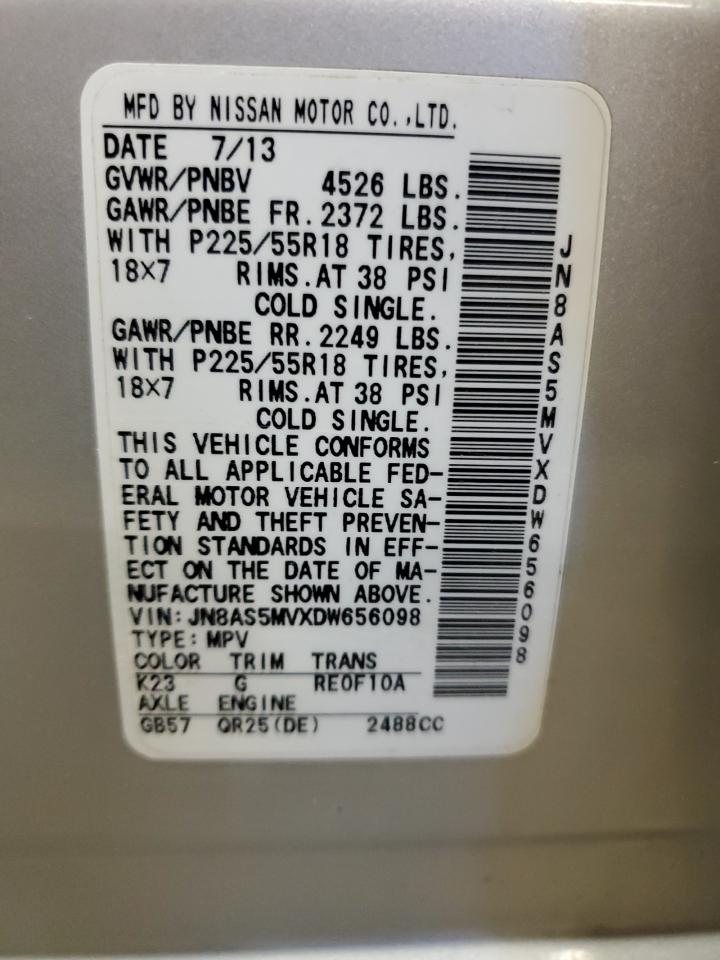 MFD BY NISSAN MOTOR CO.,LTD.
DATE 7/13
GVWR/PNBV 4526 LBS.
GAWR/PNBE FR.2372 LBS.
WITH P225/55R18 TIRES,
18×7 RIMS.AT 38 PSI
COLD SINGLE.
GAWR/PNBE RR.2249 LBS.
WITH P225/55R18 TIRES,
18×7 RIMS.AT 38 PSI
COLD SINGLE.
THIS VEHICLE CONFORMS
TO ALL APPLICABLE FED-
ERAL MOTOR VEHICLE SA-
FETY AND THEFT PREVEN-
TION STANDARDS IN EFF-
ECT ON THE DATE OF MA-
NUFACTURE SHOWN ABOVE.
VIN:JN8AS5MVXDW656098
TYPE:MPV
COLOR TRIM TRANS
K23 G RE0F10A
AXLE ENGINE
GB57 QR25(DE) 2488CC
JN8AS5MVXDW656098